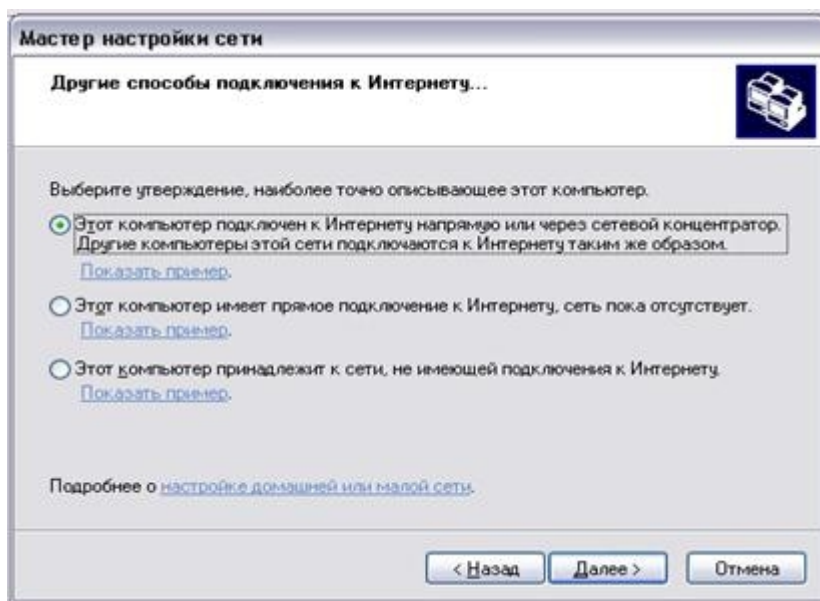 Мастер настройки сети
Другие способы подключения к Интернету...
Выберите утверждение, наиболее точно описывающее этот компьютер.
Этот компьютер подключен к Интернету напрямую или через сетевой концентратор.
Другие компьютеры этой сети подключаются к Интернету таким же образом.
Показать пример.
Этот компьютер имеет прямое подключение к Интернету, сеть пока отсутствует.
Показать пример.
Этот компьютер принадлежит к сети, не имеющей подключения к Интернету.
Показать пример.
Подробнее о настройке домашней или малой сети.
< Назад Далее > Отмена